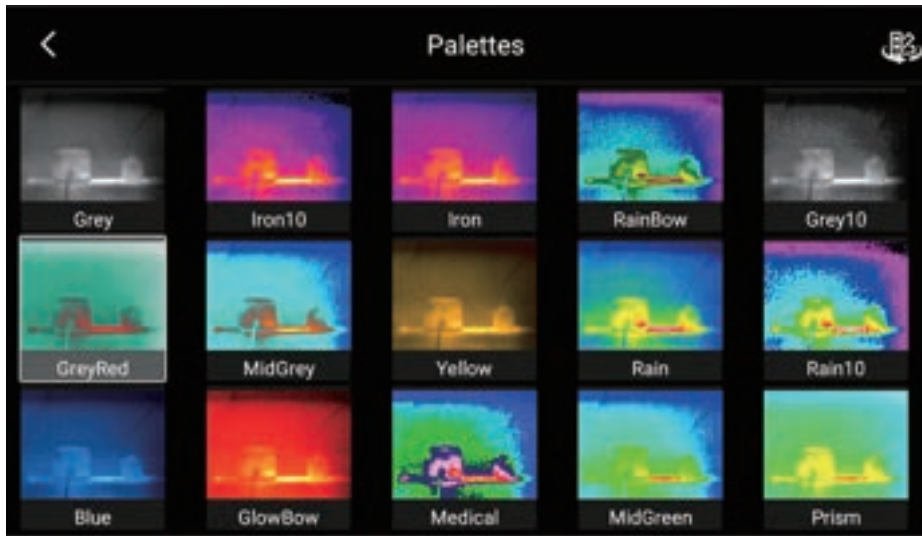 Palettes
Grey
Iron10
Iron
RainBow
Grey10
GreyRed
MidGrey
Yellow
Rain
Rain10
Blue
GlowBow
Medical
MidGreen
Prism